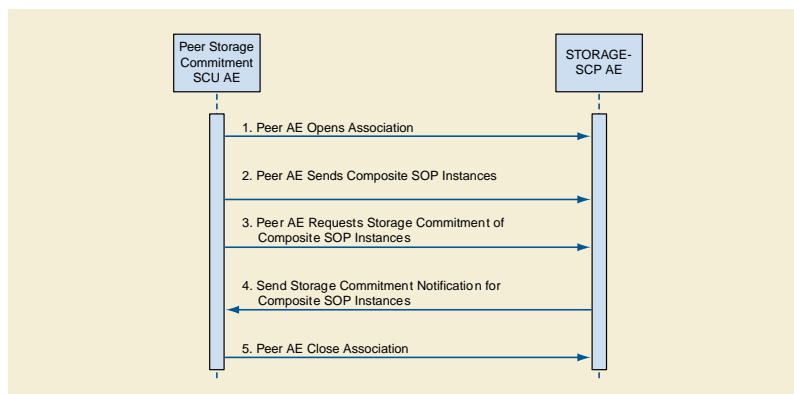 Peer Storage
Commitment
SCU AE
STORAGE-
SCP AE
1. Peer AE Opens Association
2. Peer AE Sends Composite SOP Instances
3. Peer AE Requests Storage Commitment of
Composite SOP Instances
4. Send Storage Commitment Notification for
Composite SOP Instances
5. Peer AE Close Association